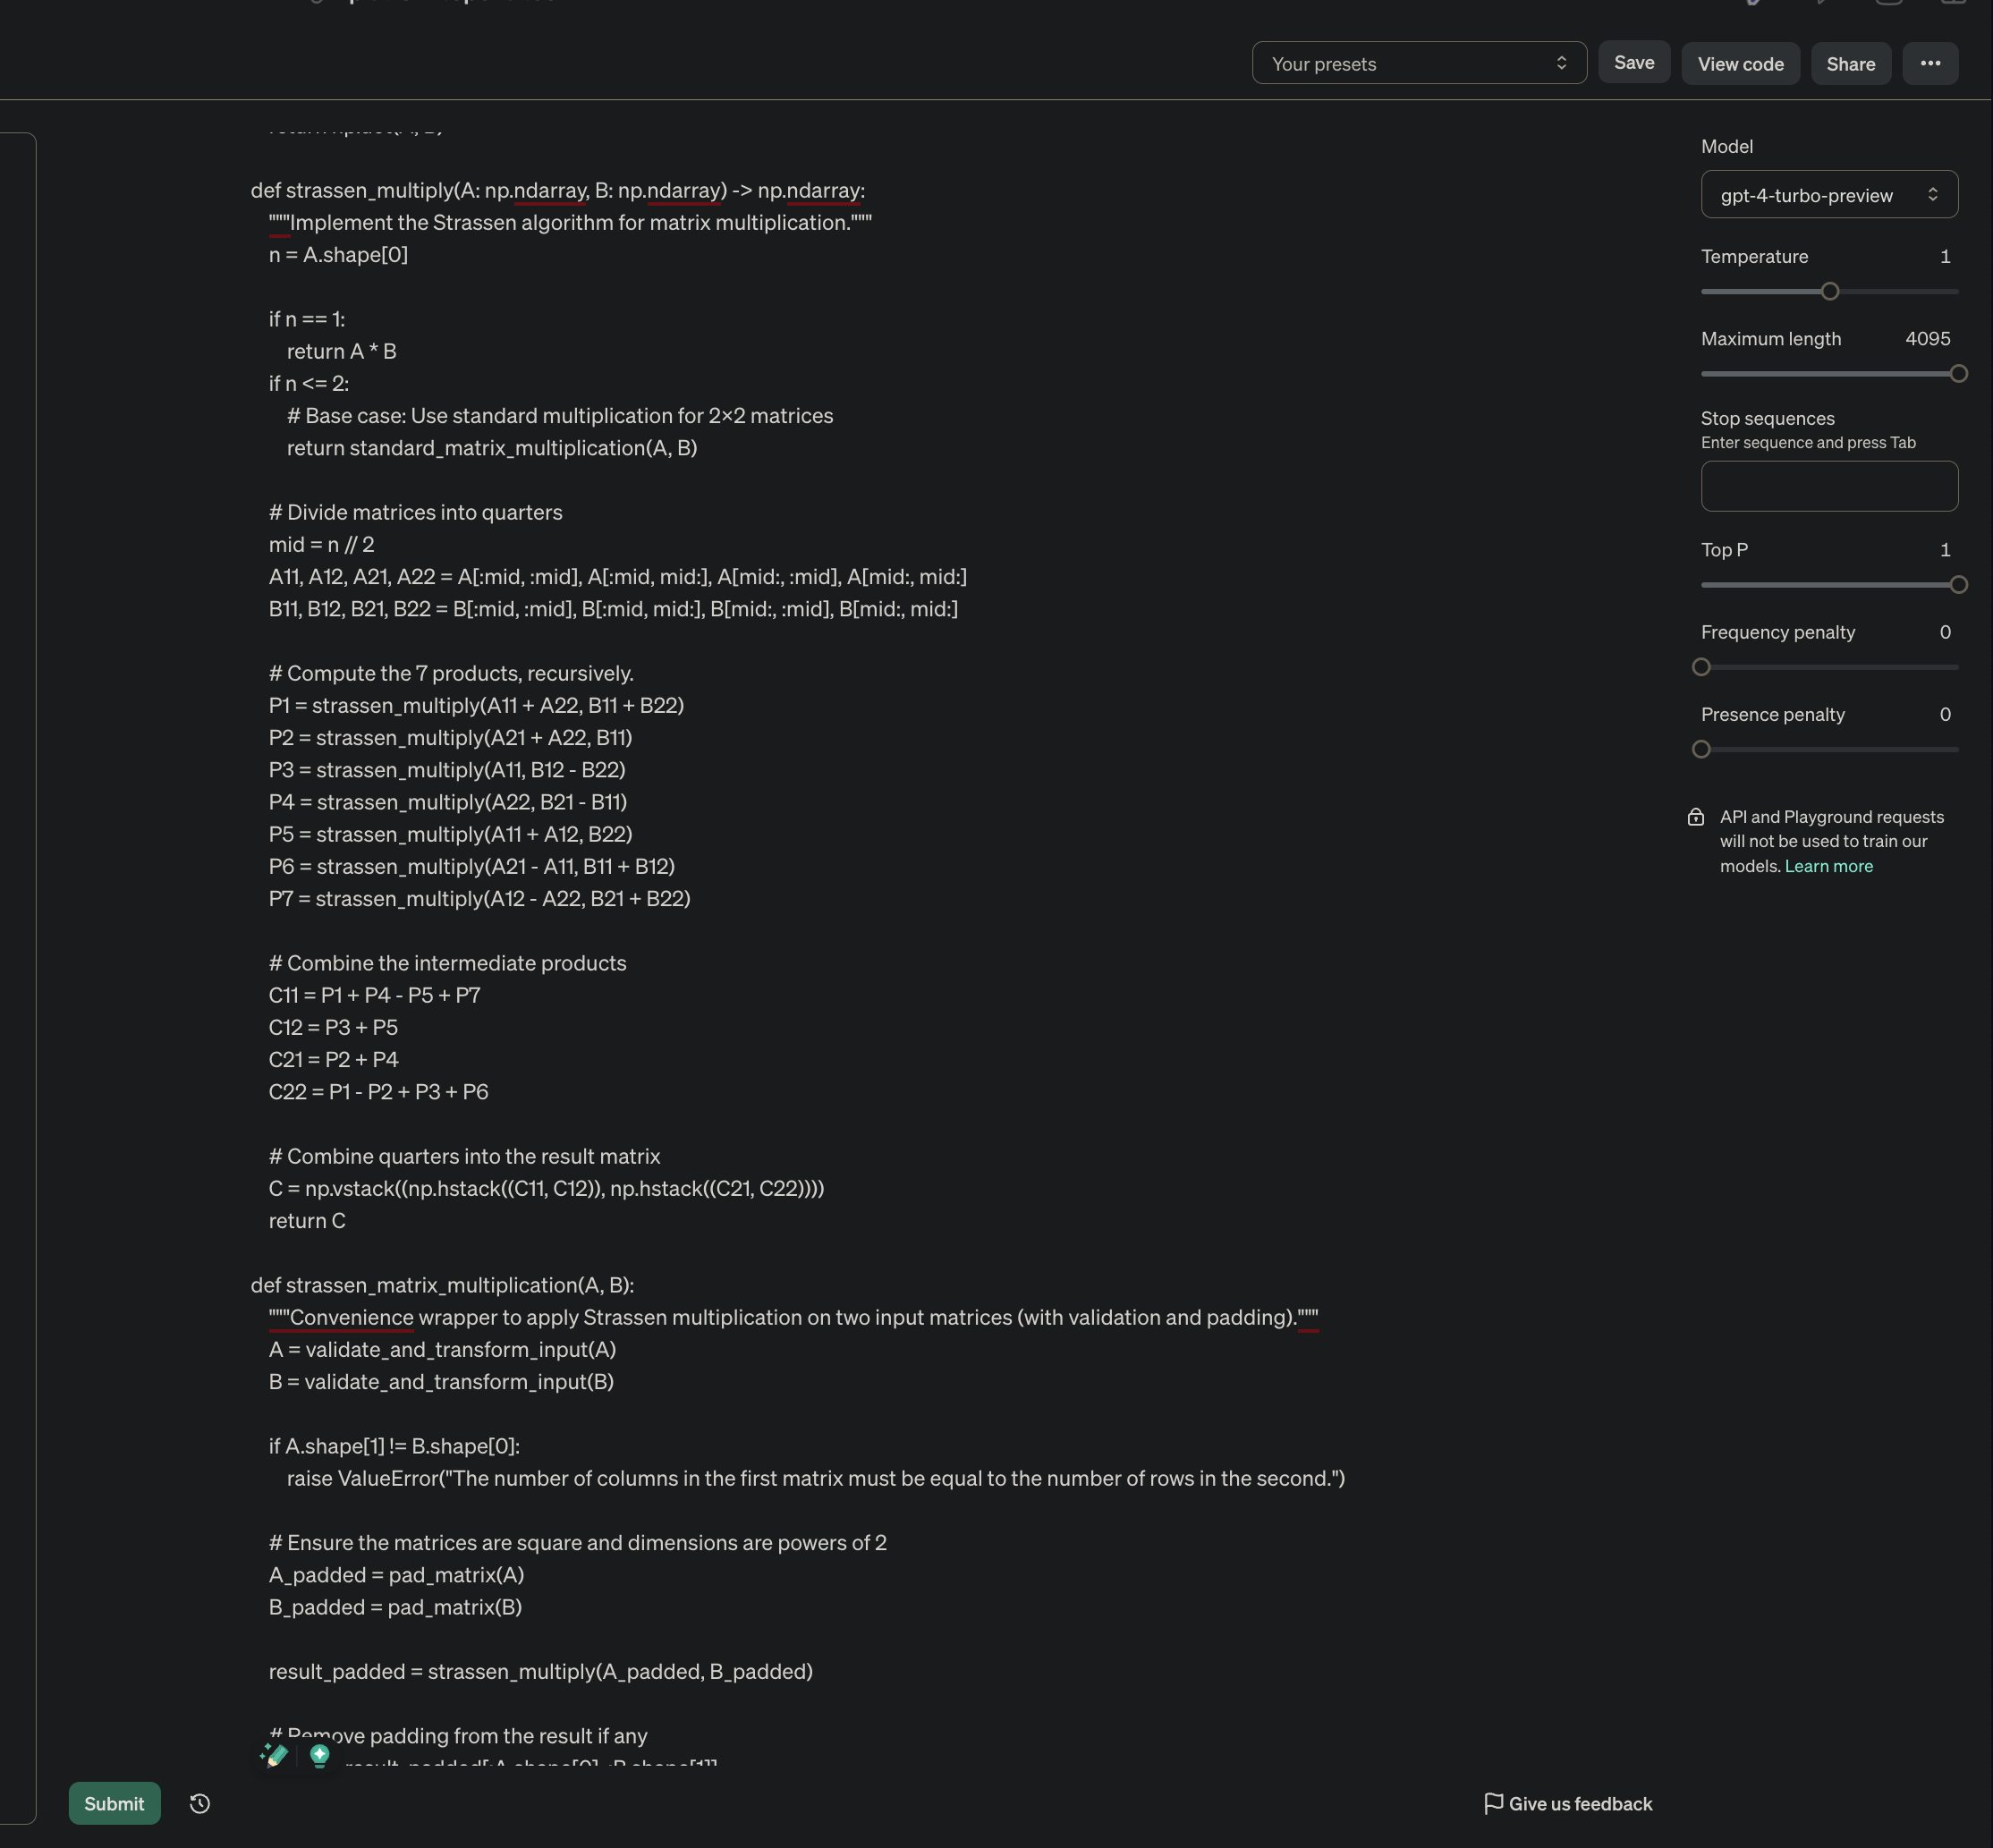 Your presets
Save
View code
Share
def strassen_multiply(A: np.ndarray, B: np.ndarray) -> np.ndarray:
"""Implement the Strassen algorithm for matrix multiplication."""
n = A.shape[0]
if n == 1:
return A * B
if n <= 2:
# Base case: Use standard multiplication for 2×2 matrices
return standard_matrix_multiplication(A, B)
# Divide matrices into quarters
mid = n // 2
A11, A12, A21, A22 = A[:mid, :mid], A[:mid, mid:], A[mid:, :mid], A[mid:, mid:]
B11, B12, B21, B22 = B[:mid, :mid], B[:mid, mid:], B[mid:, :mid], B[mid:, mid:]
# Compute the 7 products, recursively.
P1 = strassen_multiply(A11 + A22, B11 + B22)
P2 = strassen_multiply(A21 + A22, B11)
P3 = strassen_multiply(A11, B12 - B22)
P4 = strassen_multiply(A22, B21 - B11)
P5 = strassen_multiply(A11 + A12, B22)
P6 = strassen_multiply(A21 - A11, B11 + B12)
P7 = strassen_multiply(A12 - A22, B21 + B22)
# Combine the intermediate products
C11 = P1 + P4 - P5 + P7
C12 = P3 + P5
C21 = P2 + P4
C22 = P1 - P2 + P3 + P6
# Combine quarters into the result matrix
C = np.vstack((np.hstack((C11, C12)), np.hstack((C21, C22))))
return C
def strassen_matrix_multiplication(A, B):
"""Convenience wrapper to apply Strassen multiplication on two input matrices (with validation and padding)."""
A = validate_and_transform_input(A)
B = validate_and_transform_input(B)
if A.shape[1] != B.shape[0]:
raise ValueError("The number of columns in the first matrix must be equal to the number of rows in the second.")
# Ensure the matrices are square and dimensions are powers of 2
A_padded = pad_matrix(A)
B_padded = pad_matrix(B)
result_padded = strassen_multiply(A_padded, B_padded)
# Remove padding from the result if any
Submit
Give us feedback
Model
gpt-4-turbo-preview
Temperature 1
Maximum length 4095
Stop sequences
Enter sequence and press Tab
Top P 1
Frequency penalty 0
Presence penalty 0
API and Playground requests
will not be used to train our
models. Learn more